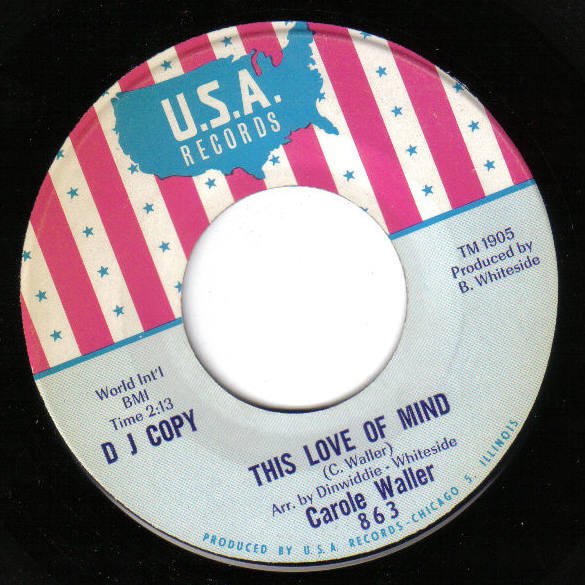 U.S.A.
RECORDS
TM 1905
Produced by
B. Whiteside
World Int'l
BMI
Time 2:13
D J COPY
THIS LOVE OF MIND
(C. Waller)
Arr. by Dinwiddie - Whiteside
Carole Waller
863
PRODUCED BY U.S.A. RECORDS-CHICAGO 5, ILLINOIS